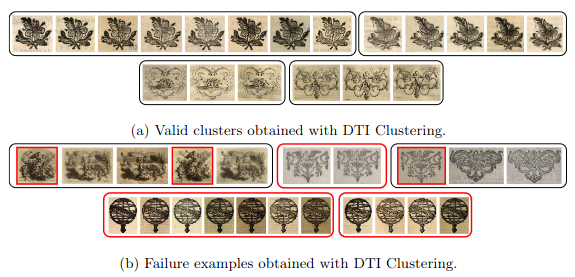 (a) Valid clusters obtained with DTI Clustering.
(b) Failure examples obtained with DTI Clustering.